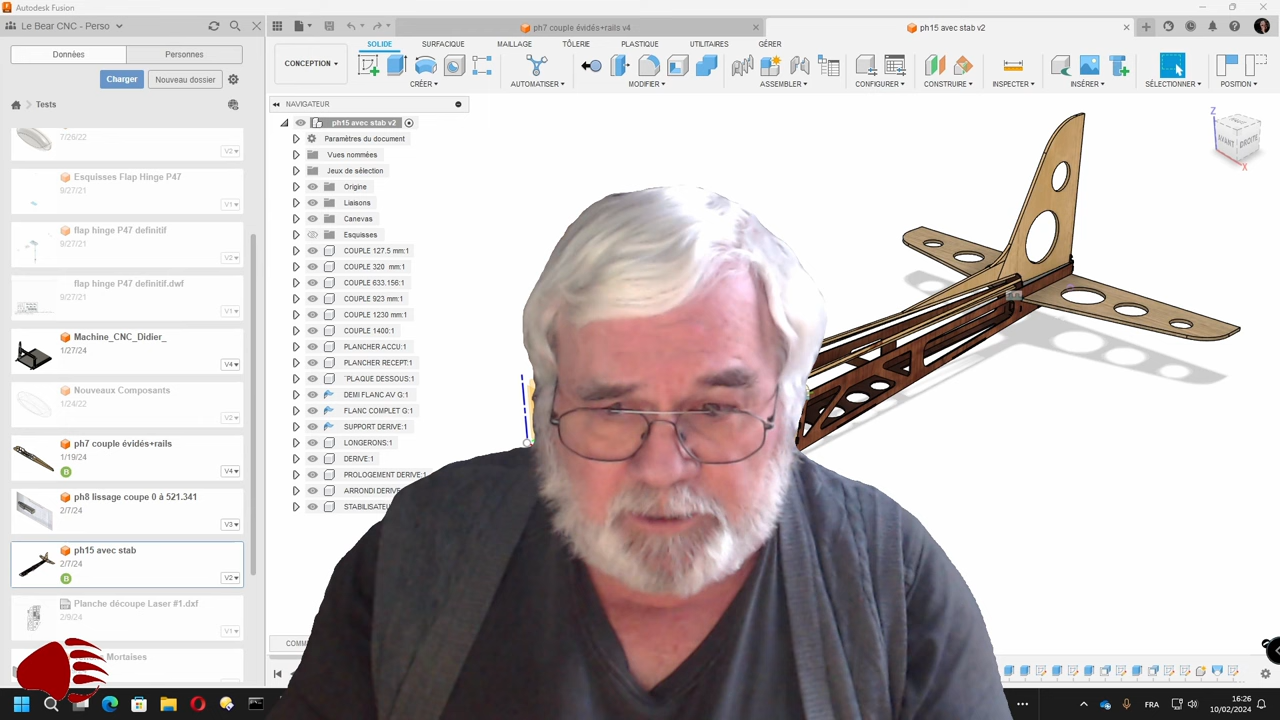 Autodesk Fusion
Le Bear CNC - Perso
ph7 couple évidés+rails v4
ph15 avec stab v2
Données
Personnes
Charger
Nouveau dossier
Tests
7/26/22
V2
Esquisses Flap Hinge P47
9/27/21
V1
flap hinge P47 definitif
9/27/21
V2
flap hinge P47 definitif.dwf
9/27/21
V1
Machine_CNC_Didier_
1/27/24
V4
Nouveaux Composants
1/24/22
V2
ph7 couple évidés+rails
1/19/24
B
V4
ph8 lissage coupe 0 à 521.341
2/7/24
V3
ph15 avec stab
2/7/24
B
V2
Planche découpe Laser #1.dxf
2/9/24
V1
Mortaises
CONCEPTION
SOLIDE
SURFACIQUE
MAILLAGE
TÔLERIE
PLASTIQUE
UTILITAIRES
GÉRER
CRÉER
AUTOMATISER
MODIFIER
ASSEMBLER
CONFIGURER
CONSTRUIRE
INSPECTER
INSÉRER
SÉLECTIONNER
POSITION
NAVIGATEUR
ph15 avec stab v2
Paramètres du document
Vues nommées
Jeux de sélection
Origine
Liaisons
Canevas
Esquisses
COUPLE 127.5 mm:1
COUPLE 320 mm:1
COUPLE 633.156:1
COUPLE 923 mm:1
COUPLE 1230 mm:1
COUPLE 1400:1
PLANCHER ACCU:1
PLANCHER RECEPT:1
¨PLAQUE DESSOUS:1
DEMI FLANC AV G:1
FLANC COMPLET G:1
SUPPORT DERIVE:1
LONGERONS:1
DERIVE:1
PROLOGEMENT DERIVE:1
ARRONDI DERIV
STABILISATEU
COMM
Z
AVANT
DROITE
X
FRA
16:26
10/02/2024